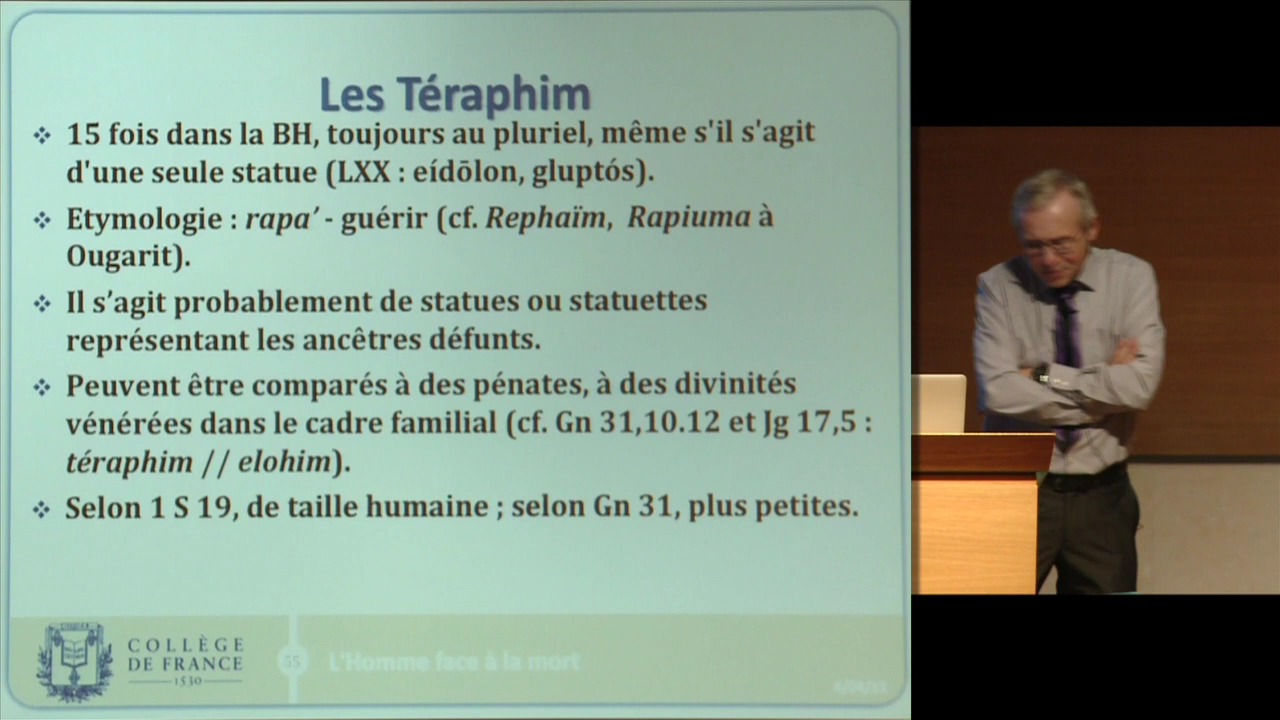 Les Téraphim
15 fois dans la BH, toujours au pluriel, même s'il s'agit
d'une seule statue (LXX : eídōlon, gluptós).
Etymologie : rapa’ - guérir (cf. Rephaïm, Rapiuma à
Ougarit).
Il s’agit probablement de statues ou statuettes
représentant les ancêtres défunts.
Peuvent être comparés à des pénates, à des divinités
vénérées dans le cadre familial (cf. Gn 31,10.12 et Jg 17,5 :
téraphim // elohim).
Selon 1 S 19, de taille humaine ; selon Gn 31, plus petites.
COLLÈGE
DE FRANCE
1530
55
L'Homme face à la mort